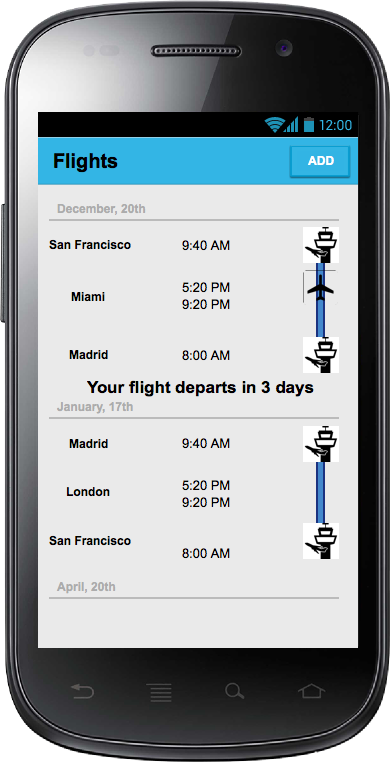 12:00
Flights
ADD
December, 20th
San Francisco 9:40 AM
Miami 5:20 PM
9:20 PM
Madrid 8:00 AM
Your flight departs in 3 days
January, 17th
Madrid 9:40 AM
London 5:20 PM
9:20 PM
San Francisco
8:00 AM
April, 20th